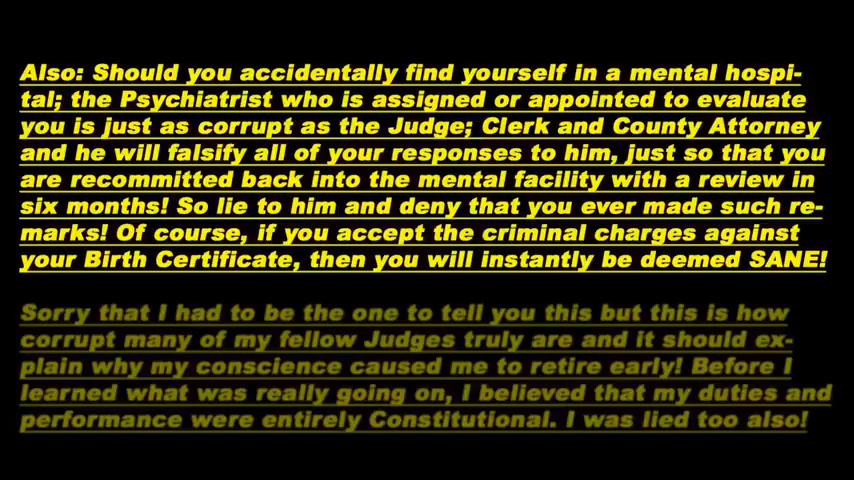 Also: Should you accidentally find yourself in a mental hospi-
tal; the Psychiatrist who is assigned or appointed to evaluate
you is just as corrupt as the Judge; Clerk and County Attorney
and he will falsify all of your responses to him, just so that you
are recommitted back into the mental facility with a review in
six months! So lie to him and deny that you ever made such re-
marks! Of course, if you accept the criminal charges against
your Birth Certificate, then you will instantly be deemed SANE!
Sorry that I had to be the one to tell you this but this is how
corrupt many of my fellow Judges truly are and it should ex-
plain why my conscience caused me to retire early! Before I
learned what was really going on, I believed that my duties and
performance were entirely Constitutional. I was lied too also!